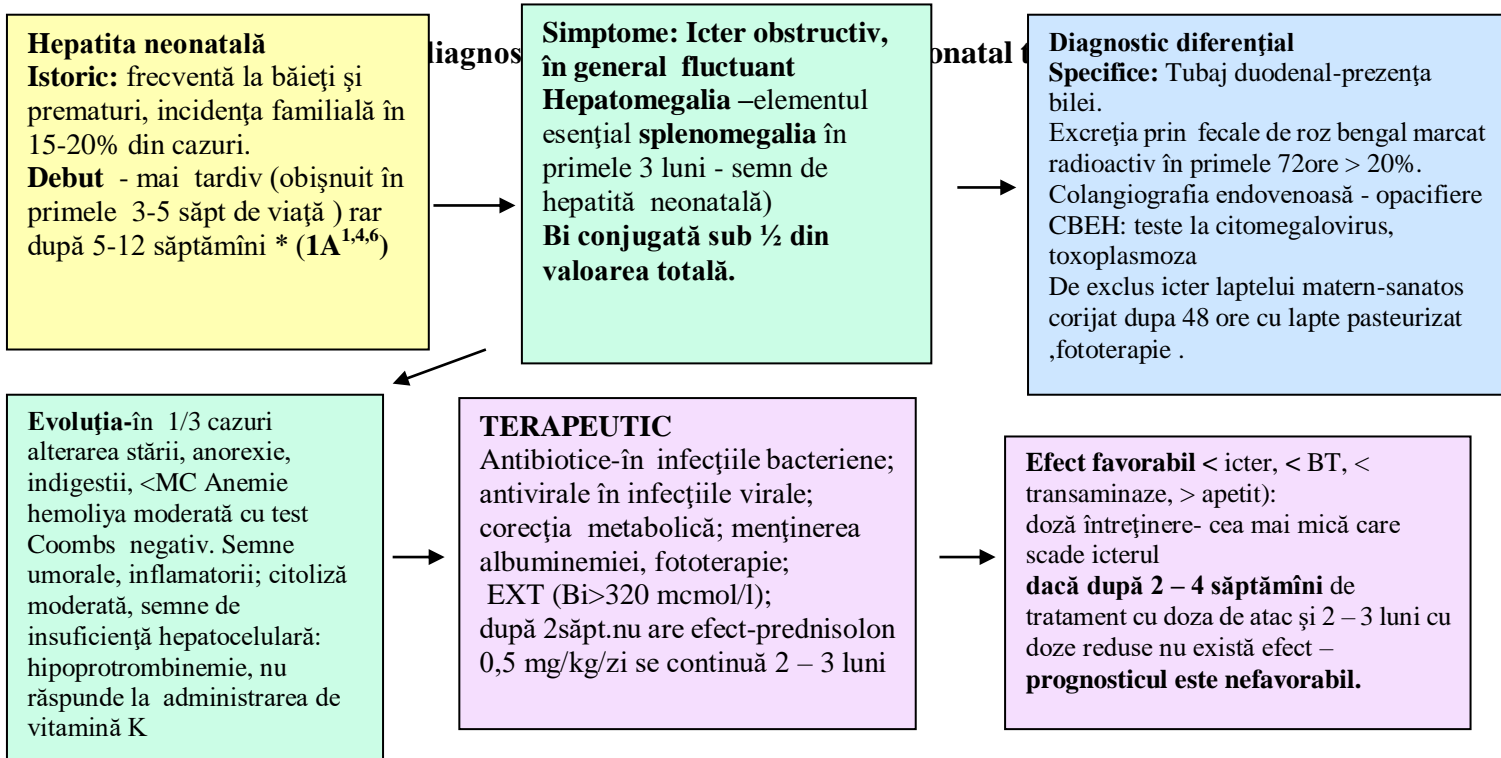 diagnos
onatal t
Hepatita neonatală
Istoric: frecventă la băieţi şi
prematuri, incidenţa familială în
15-20% din cazuri.
Debut - mai tardiv (obişnuit în
primele 3-5 săpt de viaţă ) rar
după 5-12 săptămîni * (1A1,4,6)
Simptome: Icter obstructiv,
în general fluctuant
Hepatomegalia –elementul
esenţial splenomegalia în
primele 3 luni - semn de
hepatită neonatală)
Bi conjugată sub ½ din
valoarea totală.
Diagnostic diferenţial
Specifice: Tubaj duodenal-prezenţa
bilei.
Excreţia prin fecale de roz bengal marcat
radioactiv în primele 72ore > 20%.
Colangiografia endovenoasă - opacifiere
CBEH: teste la citomegalovirus,
toxoplasmoza
De exclus icter laptelui matern-sanatos
corijat dupa 48 ore cu lapte pasteurizat
,fototerapie .
Evoluţia-în 1/3 cazuri
alterarea stării, anorexie,
indigestii, <MC Anemie
hemoliya moderată cu test
Coombs negativ. Semne
umorale, inflamatorii; citoliză
moderată, semne de
insuficienţă hepatocelulară:
hipoprotrombinemie, nu
răspunde la administrarea de
vitamină K
TERAPEUTIC
Antibiotice-în infecţiile bacteriene;
antivirale în infecţiile virale;
corecţia metabolică; menţinerea
albuminemiei, fototerapie;
EXT (Bi>320 mcmol/l);
după 2săpt.nu are efect-prednisolon
0,5 mg/kg/zi se continuă 2 – 3 luni
Efect favorabil < icter, < BT, <
transaminaze, > apetit):
doză întreţinere- cea mai mică care
scade icterul
dacă după 2 – 4 săptămîni de
tratament cu doza de atac şi 2 – 3 luni cu
doze reduse nu există efect –
prognosticul este nefavorabil.